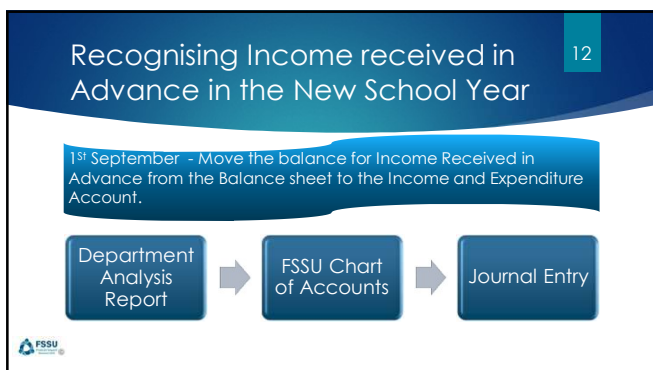 Recognising Income received in
Advance in the New School Year
12
1st September - Move the balance for Income Received in
Advance from the Balance sheet to the Income and Expenditure
Account.
Department
Analysis
Report
FSSU Chart
of Accounts
Journal Entry
FSSU